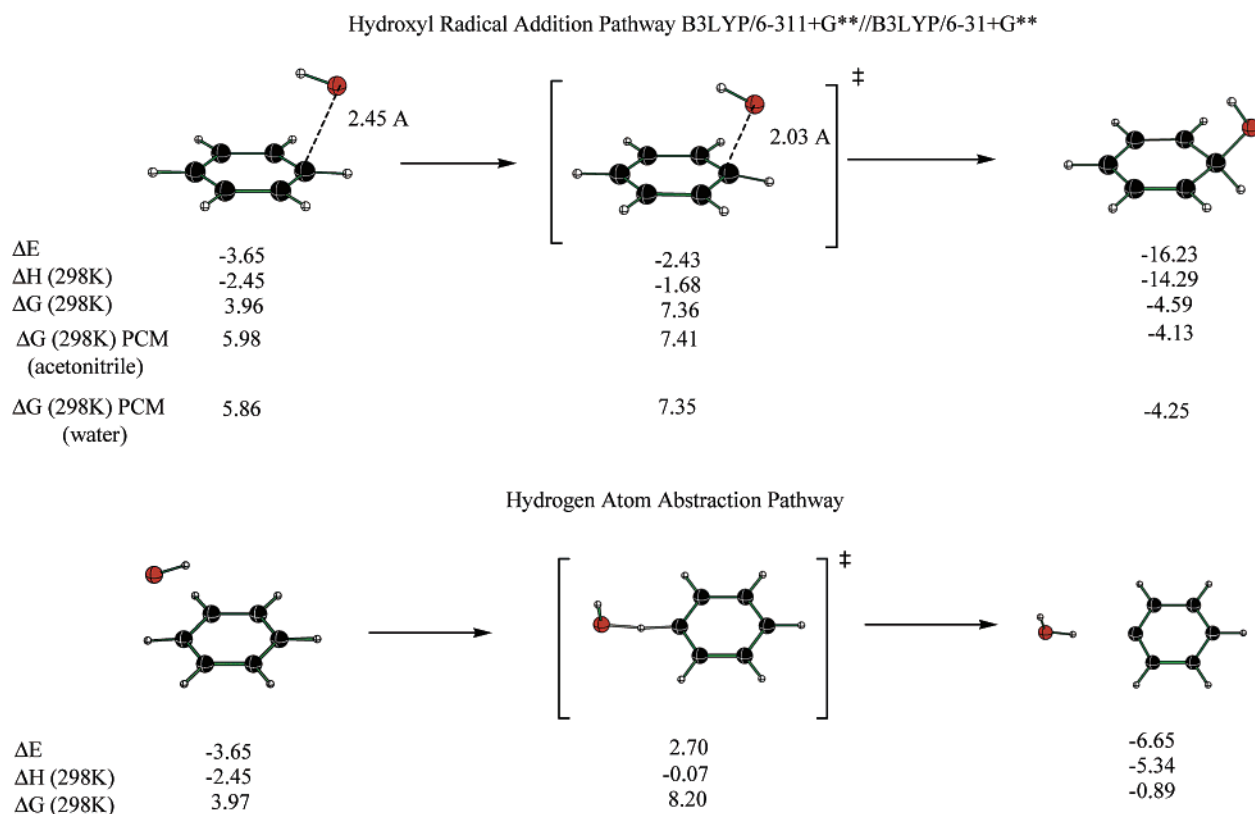 Hydroxyl Radical Addition Pathway B3LYP/6-311+G**//B3LYP/6-31+G**
‡
2.45 A
2.03 A
ΔE -3.65 -2.43 -16.23
ΔH (298K) -2.45 -1.68 -14.29
ΔG (298K) 3.96 7.36 -4.59
ΔG (298K) PCM 5.98 7.41 -4.13
(acetonitrile)
ΔG (298K) PCM 5.86 7.35 -4.25
(water)
Hydrogen Atom Abstraction Pathway
‡
ΔE -3.65 2.70 -6.65
ΔH (298K) -2.45 -0.07 -5.34
ΔG (298K) 3.97 8.20 -0.89